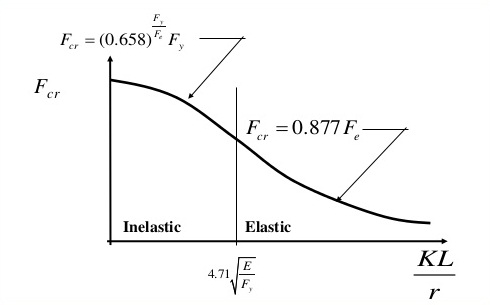 F_cr = (0.658)^(F_y/F_e) F_y
F_cr
F_cr = 0.877 F_e
Inelastic Elastic
4.71 √(E/F_y)
KL/r